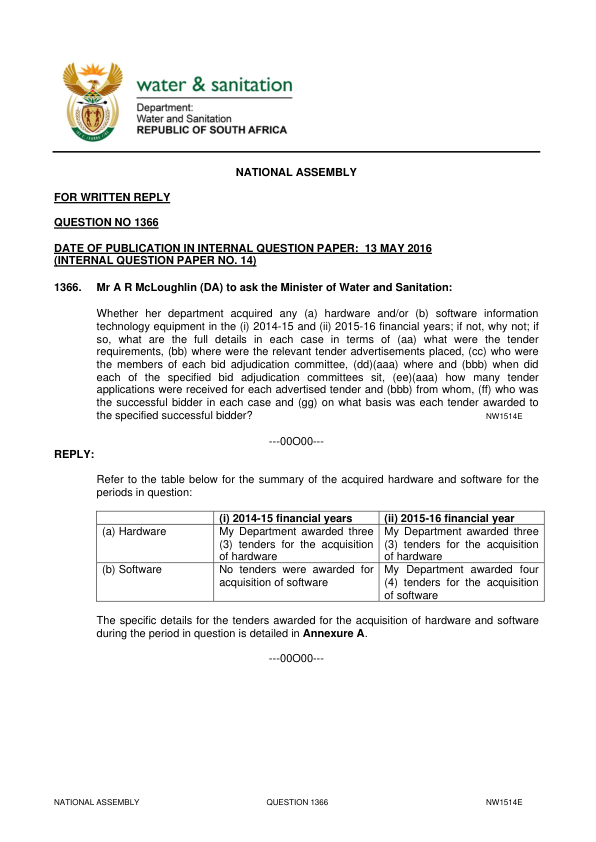 water & sanitation
Department:
Water and Sanitation
REPUBLIC OF SOUTH AFRICA
NATIONAL ASSEMBLY
FOR WRITTEN REPLY
QUESTION NO 1366
DATE OF PUBLICATION IN INTERNAL QUESTION PAPER: 13 MAY 2016
(INTERNAL QUESTION PAPER NO. 14)
1366. Mr A R McLoughlin (DA) to ask the Minister of Water and Sanitation:
Whether her department acquired any (a) hardware and/or (b) software information
technology equipment in the (i) 2014-15 and (ii) 2015-16 financial years; if not, why not; if
so, what are the full details in each case in terms of (aa) what were the tender
requirements, (bb) where were the relevant tender advertisements placed, (cc) who were
the members of each bid adjudication committee, (dd)(aaa) where and (bbb) when did
each of the specified bid adjudication committees sit, (ee)(aaa) how many tender
applications were received for each advertised tender and (bbb) from whom, (ff) who was
the successful bidder in each case and (gg) on what basis was each tender awarded to
the specified successful bidder? NW1514E
---00O00---
REPLY:
Refer to the table below for the summary of the acquired hardware and software for the
periods in question:
(i) 2014-15 financial years (ii) 2015-16 financial year
(a) Hardware My Department awarded three My Department awarded three
(3) tenders for the acquisition (3) tenders for the acquisition
of hardware of hardware
(b) Software No tenders were awarded for My Department awarded four
acquisition of software (4) tenders for the acquisition
of software
The specific details for the tenders awarded for the acquisition of hardware and software
during the period in question is detailed in Annexure A.
---00O00---
NATIONAL ASSEMBLY QUESTION 1366 NW1514E